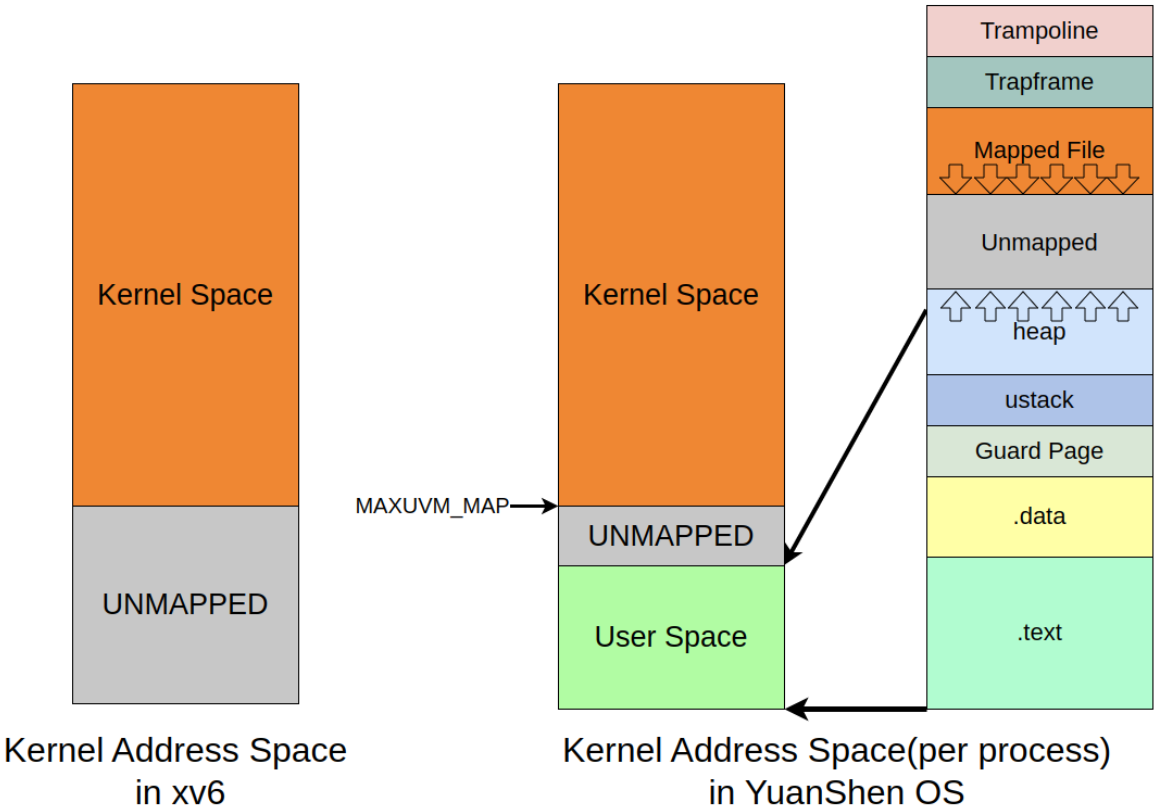 Kernel Space
UNMAPPED
Kernel Address Space
in xv6
MAXUVM_MAP
Kernel Space
UNMAPPED
User Space
Kernel Address Space(per process)
in YuanShen OS
Trampoline
Trapframe
Mapped File
Unmapped
heap
ustack
Guard Page
.data
.text